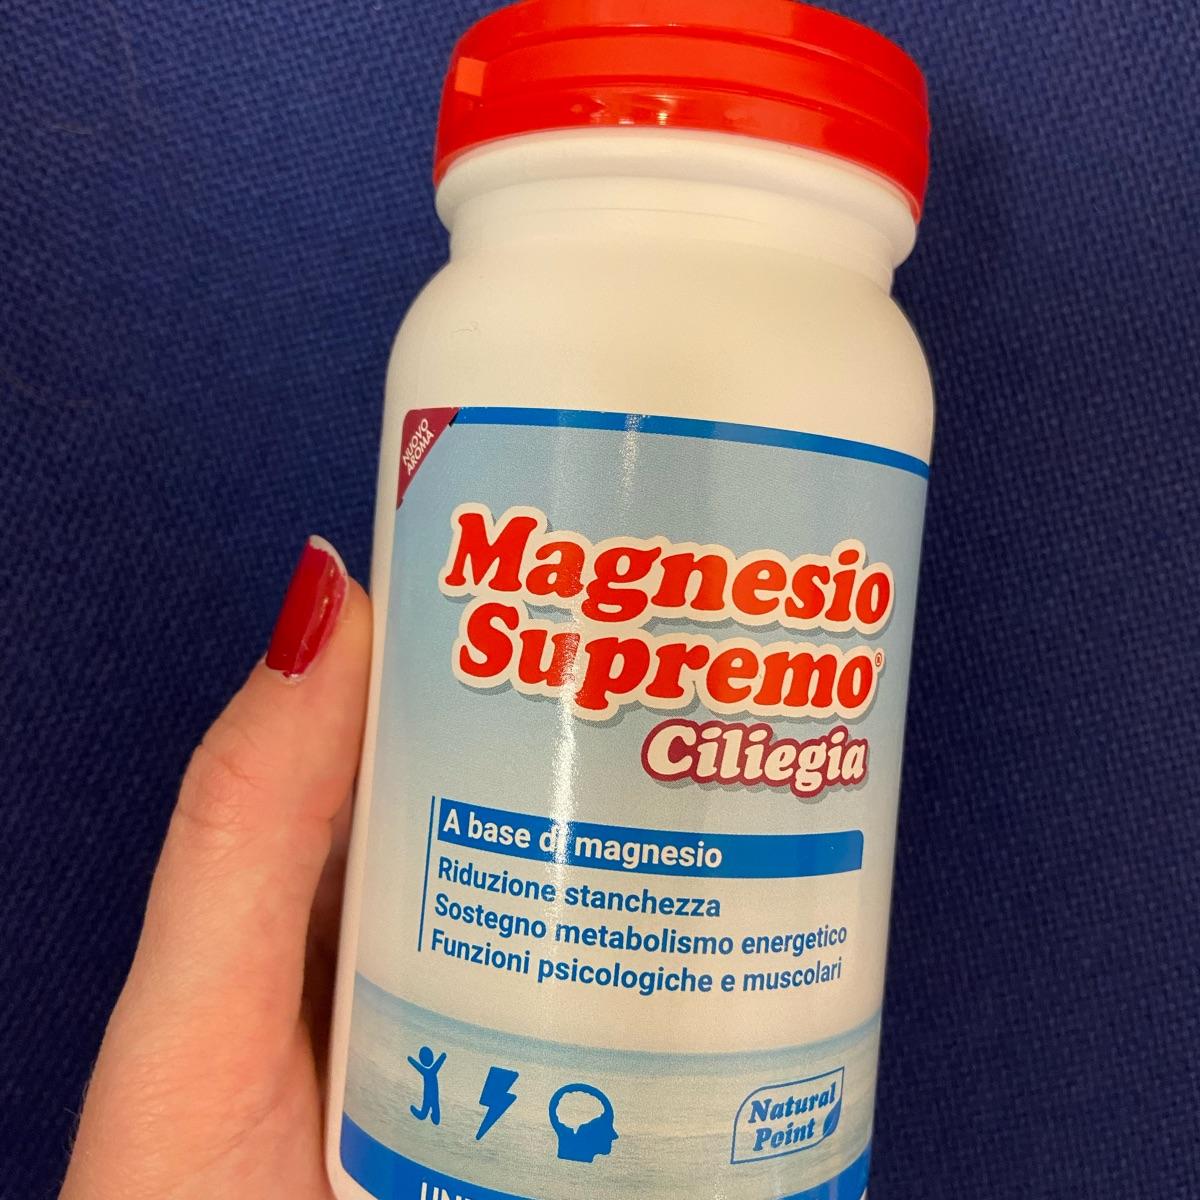 NUOVO
AROMA
Magnesio
Supremo®
Ciliegia
A base di magnesio
Riduzione stanchezza
Sostegno metabolismo energetico
Funzioni psicologiche e muscolari
Natural
Point